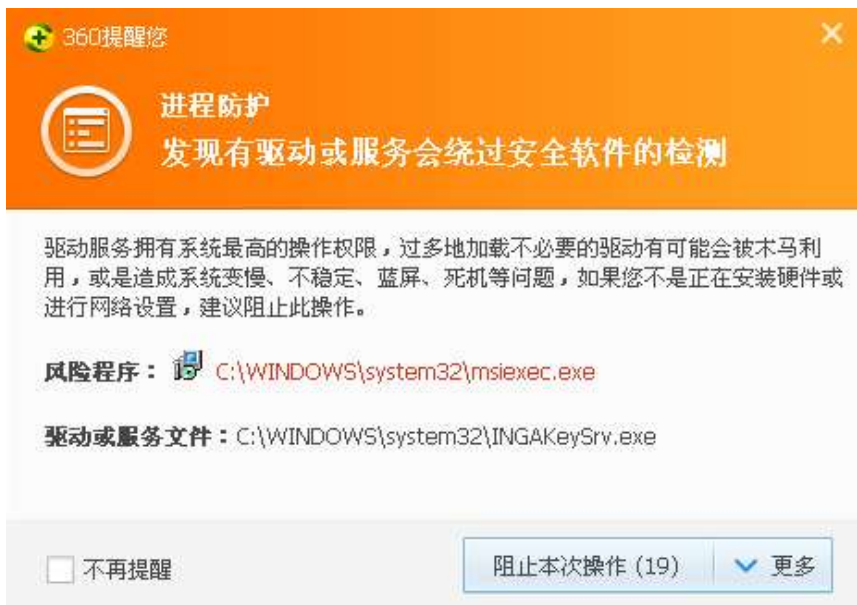 360提醒您
进程防护
发现有驱动或服务会绕过安全软件的检测
驱动服务拥有系统最高的操作权限，过多地加载不必要的驱动有可能会被木马利
用，或是造成系统变慢、不稳定、蓝屏、死机等问题，如果您不是正在安装硬件或
进行网络设置，建议阻止此操作。
风险程序： C:\WINDOWS\system32\msiexec.exe
驱动或服务文件：C:\WINDOWS\system32\INGAKeySrv.exe
不再提醒
阻止本次操作 (19)
更多